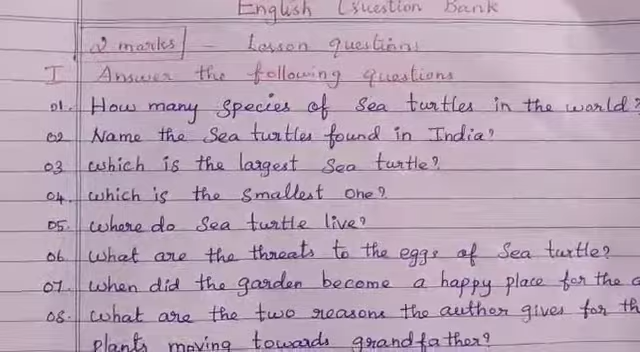 English Question Bank
2 marks - Lesson questions
I Answer the following questions
01. How many species of sea turtles in the world?
02 Name the Sea turtles found in India?
03 which is the largest Sea turtle?
04. which is the smallest one?
05. where do Sea turtle live?
06 What are the threats to the eggs of Sea turtle?
07. when did the garden become a happy place for the
08. what are the two reasons the author gives for
plants moving towards grandfather?